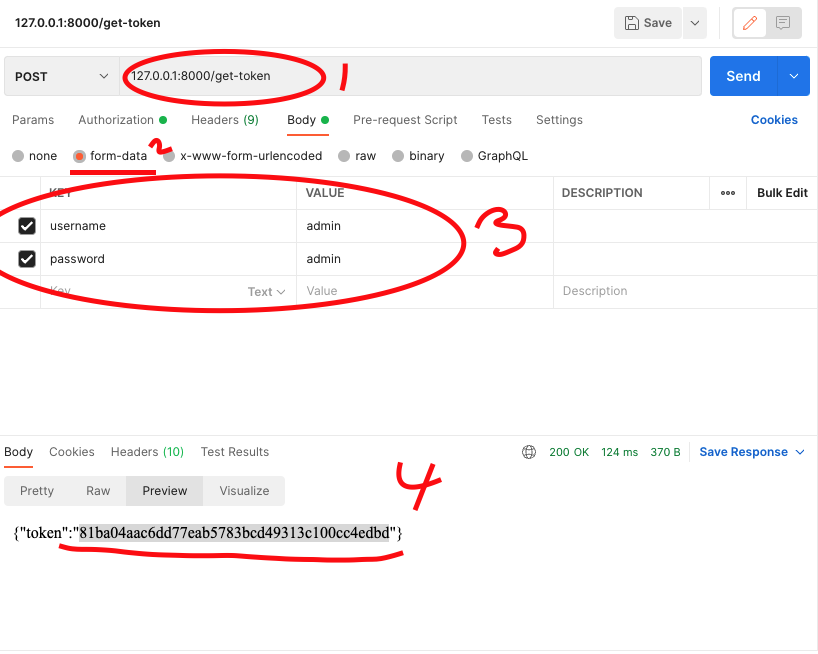 127.0.0.1:8000/get-token
Save
POST 127.0.0.1:8000/get-token 1 Send
Params Authorization Headers (9) Body Pre-request Script Tests Settings Cookies
2
none form-data x-www-form-urlencoded raw binary GraphQL
KEY VALUE DESCRIPTION ••• Bulk Edit
username admin 3
password admin
Key Text Value Description
Body Cookies Headers (10) Test Results 200 OK 124 ms 370 B Save Response
Pretty Raw Preview Visualize 4
{"token":"81ba04aac6dd77eab5783bcd49313c100cc4edbd"}